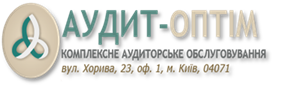 АУДИТ-ОПТІМ
КОМПЛЕКСНЕ АУДИТОРСЬКЕ ОБСЛУГОВУВАННЯ
вул. Хорива, 23, оф. 1, м. Київ, 04071